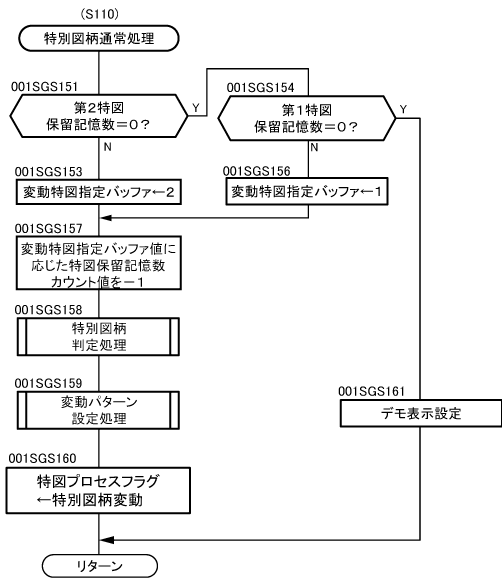 (S110)
特別図柄通常処理
001SGS151
第2特図
保留記憶数=0?
Y
N
001SGS154
第1特図
保留記憶数=0?
Y
N
001SGS153
変動特図指定バッファ←2
001SGS156
変動特図指定バッファ←1
001SGS157
変動特図指定バッファ値に
応じた特図保留記憶数
カウント値を-1
001SGS158
特別図柄
判定処理
001SGS159
変動パターン
設定処理
001SGS161
デモ表示設定
001SGS160
特図プロセスフラグ
←特別図柄変動
リターン